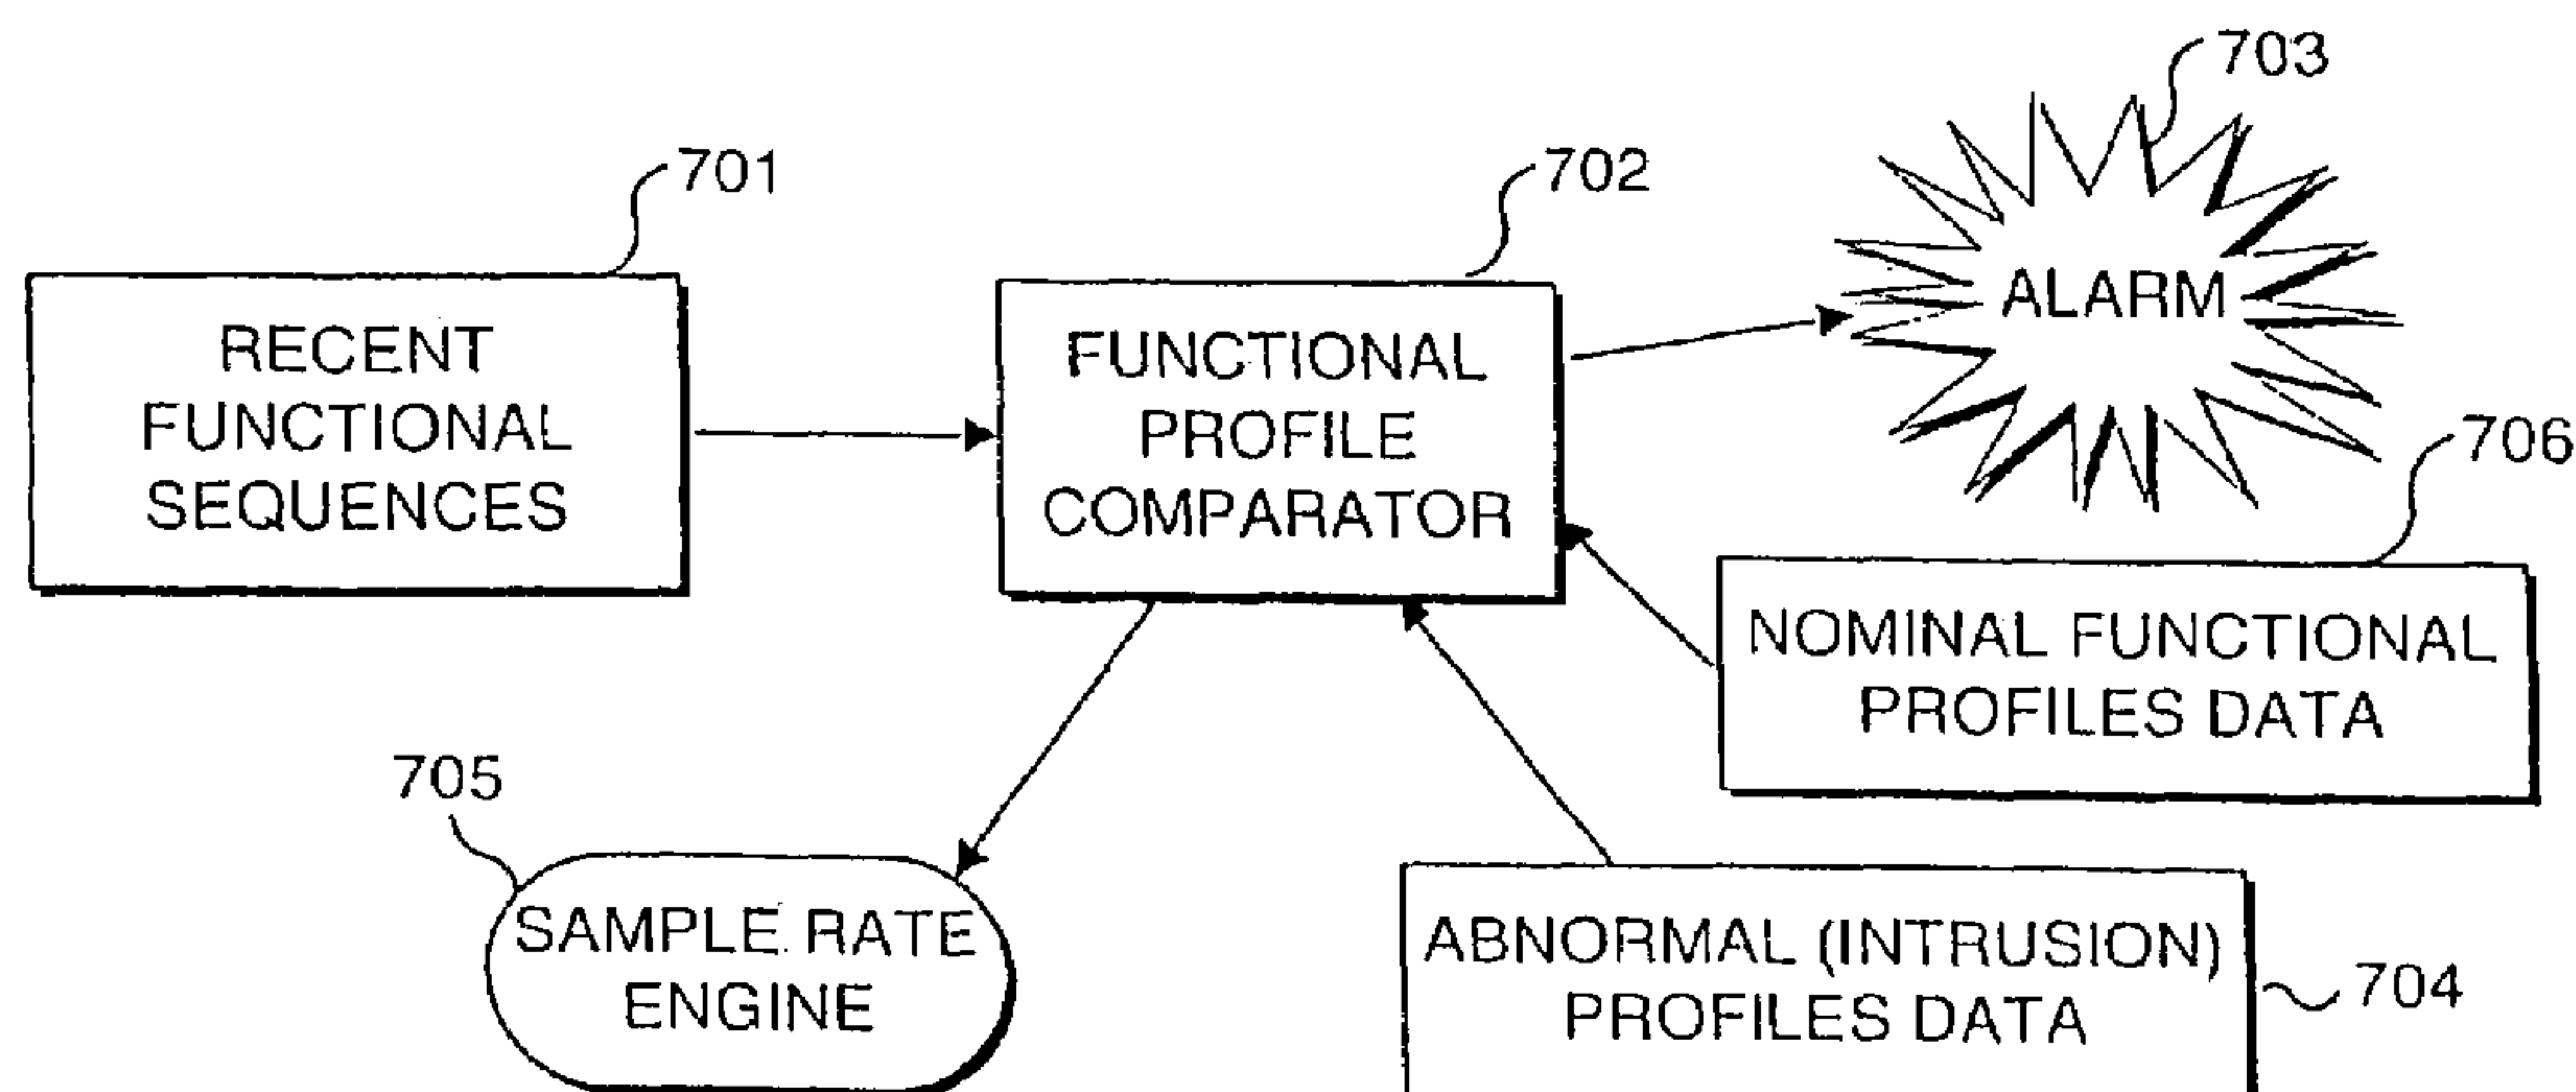 703
701
702
RECENT
FUNCTIONAL
SEQUENCES
FUNCTIONAL
PROFILE
COMPARATOR
ALARM
706
NOMINAL FUNCTIONAL
PROFILES DATA
705
SAMPLE RATE
ENGINE
ABNORMAL (INTRUSION)
PROFILES DATA
704